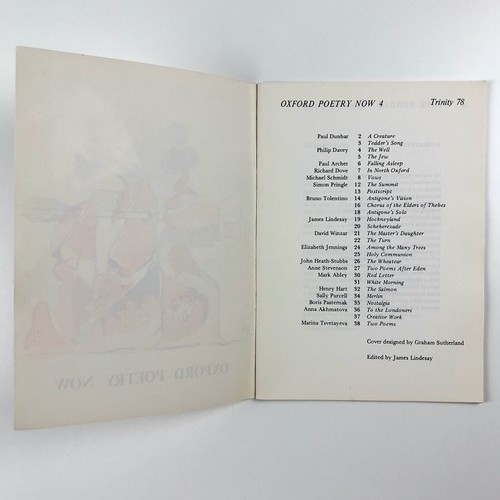 OXFORD POETRY NOW
OXFORD POETRY NOW 4 Trinity 78
Paul Dunbar 2 A Creature
3 Tedder's Song
Philip Davey 4 The Well
5 The Jew
Paul Archer 6 Falling Asleep
Richard Dove 7 In North Oxford
Michael Schmidt 8 Vows
Simon Pringle 12 The Summit
13 Postscript
Bruno Tolentino 14 Antigone's Vision
16 Chorus of the Elders of Thebes
18 Antigone's Solo
James Lindesay 19 Hockneyland
20 Scheherezade
David Winzar 21 The Master's Daughter
22 The Turn
Elizabeth Jennings 24 Among the Many Trees
25 Holy Communion
John Heath-Stubbs 26 The Wheatear
Anne Stevenson 27 Two Poems After Eden
Mark Abley 30 Red Letter
31 White Morning
Henry Hart 32 The Salmon
Sally Purcell 34 Merlin
Boris Pasternak 35 Nostalgia
Anna Akhmatova 36 To the Londoners
37 Creative Work
Marina Tsvetayeva 38 Two Poems
Cover designed by Graham Sutherland
Edited by James Lindesay